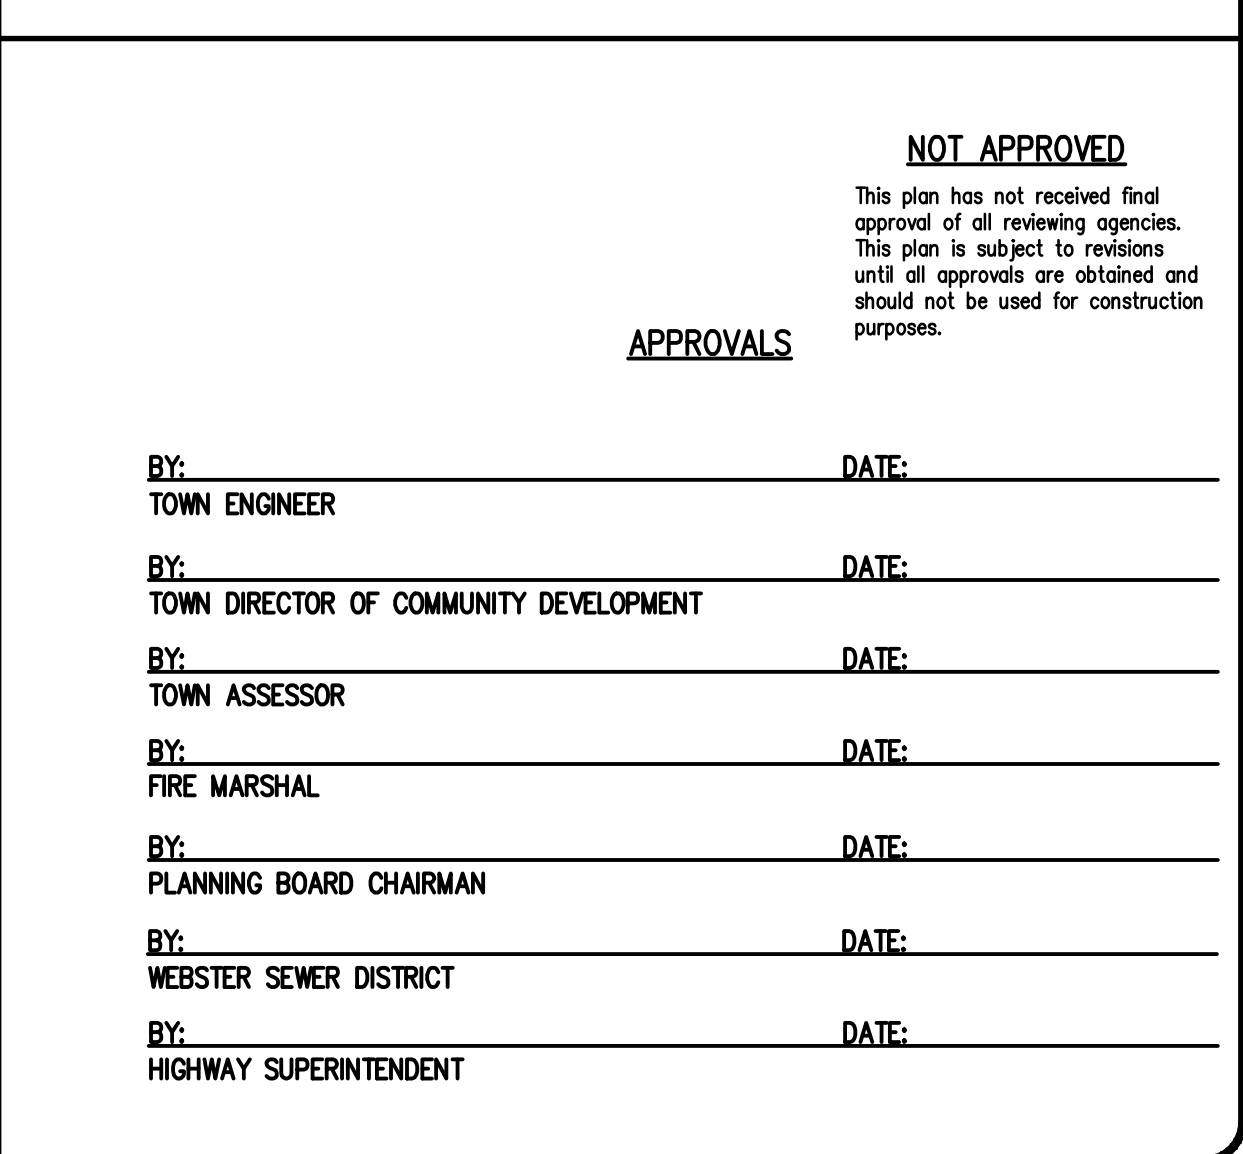 NOT APPROVED
This plan has not received final
approval of all reviewing agencies.
This plan is subject to revisions
until all approvals are obtained and
should not be used for construction
purposes.
APPROVALS
BY: DATE:
TOWN ENGINEER
BY: DATE:
TOWN DIRECTOR OF COMMUNITY DEVELOPMENT
BY: DATE:
TOWN ASSESSOR
BY: DATE:
FIRE MARSHAL
BY: DATE:
PLANNING BOARD CHAIRMAN
BY: DATE:
WEBSTER SEWER DISTRICT
BY: DATE:
HIGHWAY SUPERINTENDENT